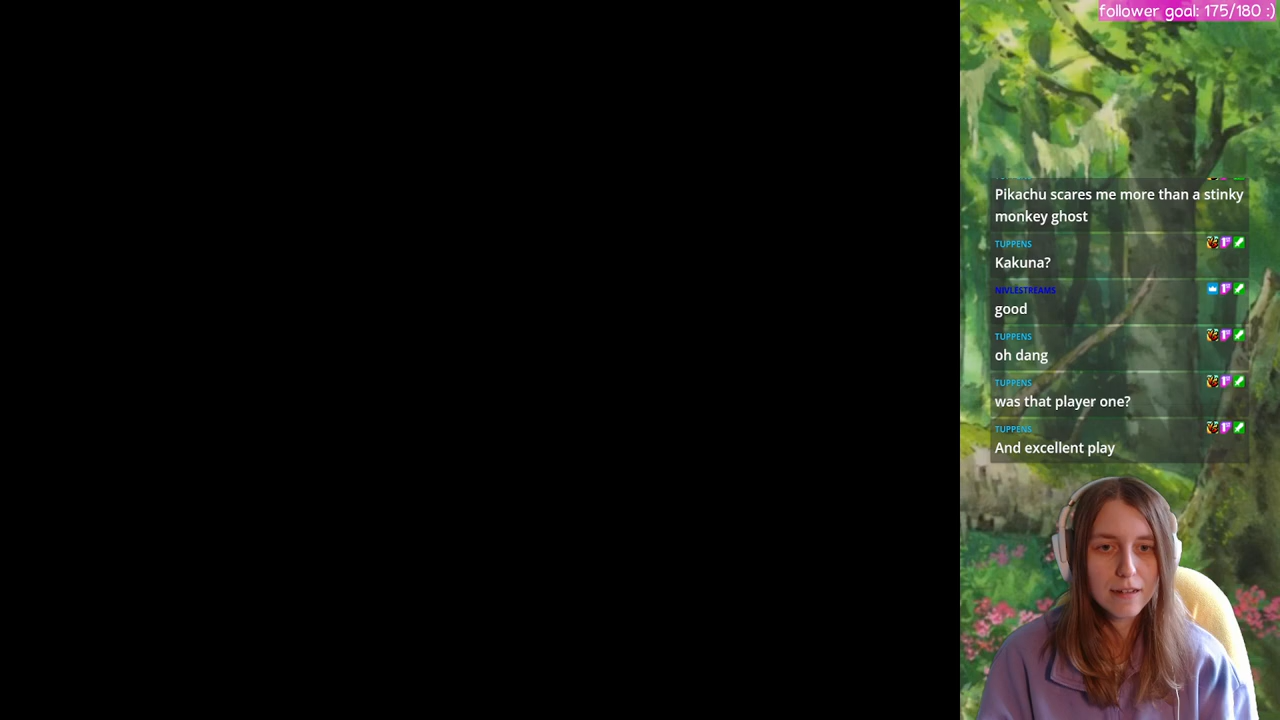 follower goal: 175/180 :)
Pikachu scares me more than a stinky
monkey ghost
TUPPENS
Kakuna?
NIVLESTREAMS
good
TUPPENS
oh dang
TUPPENS
was that player one?
TUPPENS
And excellent play